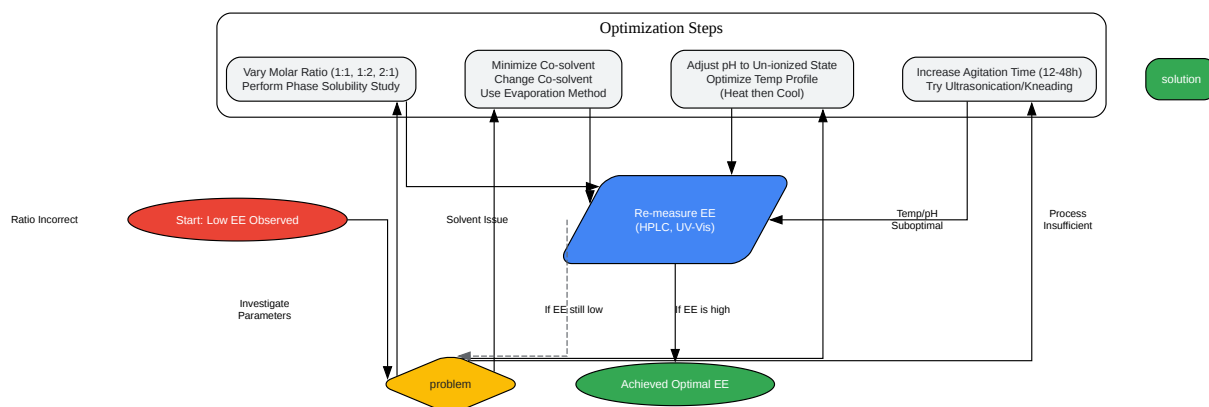 Optimization Steps
Vary Molar Ratio (1:1, 1:2, 2:1)
Perform Phase Solubility Study
Minimize Co-solvent
Change Co-solvent
Use Evaporation Method
Adjust pH to Un-ionized State
Optimize Temp Profile
(Heat then Cool)
Increase Agitation Time (12-48h)
Try Ultrasonication/Kneading
solution
Ratio Incorrect
Start: Low EE Observed
Solvent Issue
Re-measure EE
(HPLC, UV-Vis)
Temp/pH
Suboptimal
Process
Insufficient
Investigate
Parameters
If EE still low
If EE is high
problem
Achieved Optimal EE